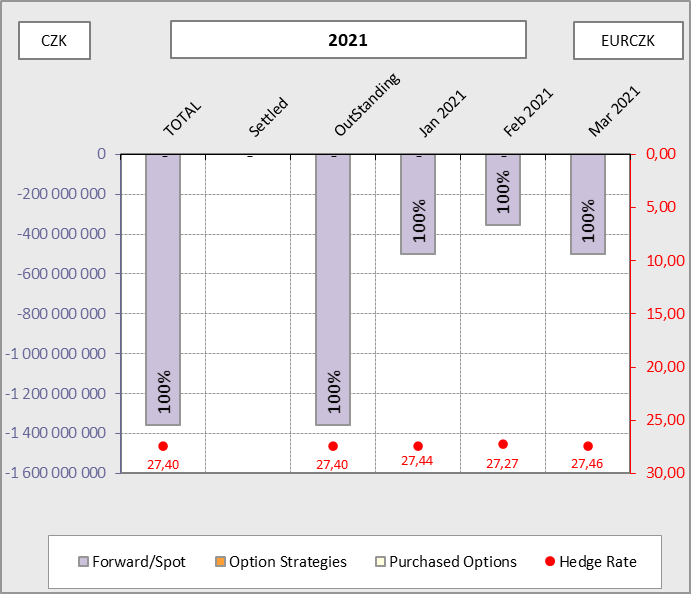 CZK 2021 EURCZK
TOTAL Settled OutStanding Jan 2021 Feb 2021 Mar 2021
0 0,00
-200 000 000 5,00
-400 000 000 10,00
-600 000 000 15,00
-800 000 000 20,00
-1 000 000 000 25,00
-1 200 000 000 30,00
-1 400 000 000
-1 600 000 000
100% 100% 100% 100% 100%
27,40 27,40 27,44 27,27 27,46
Forward/Spot Option Strategies Purchased Options Hedge Rate